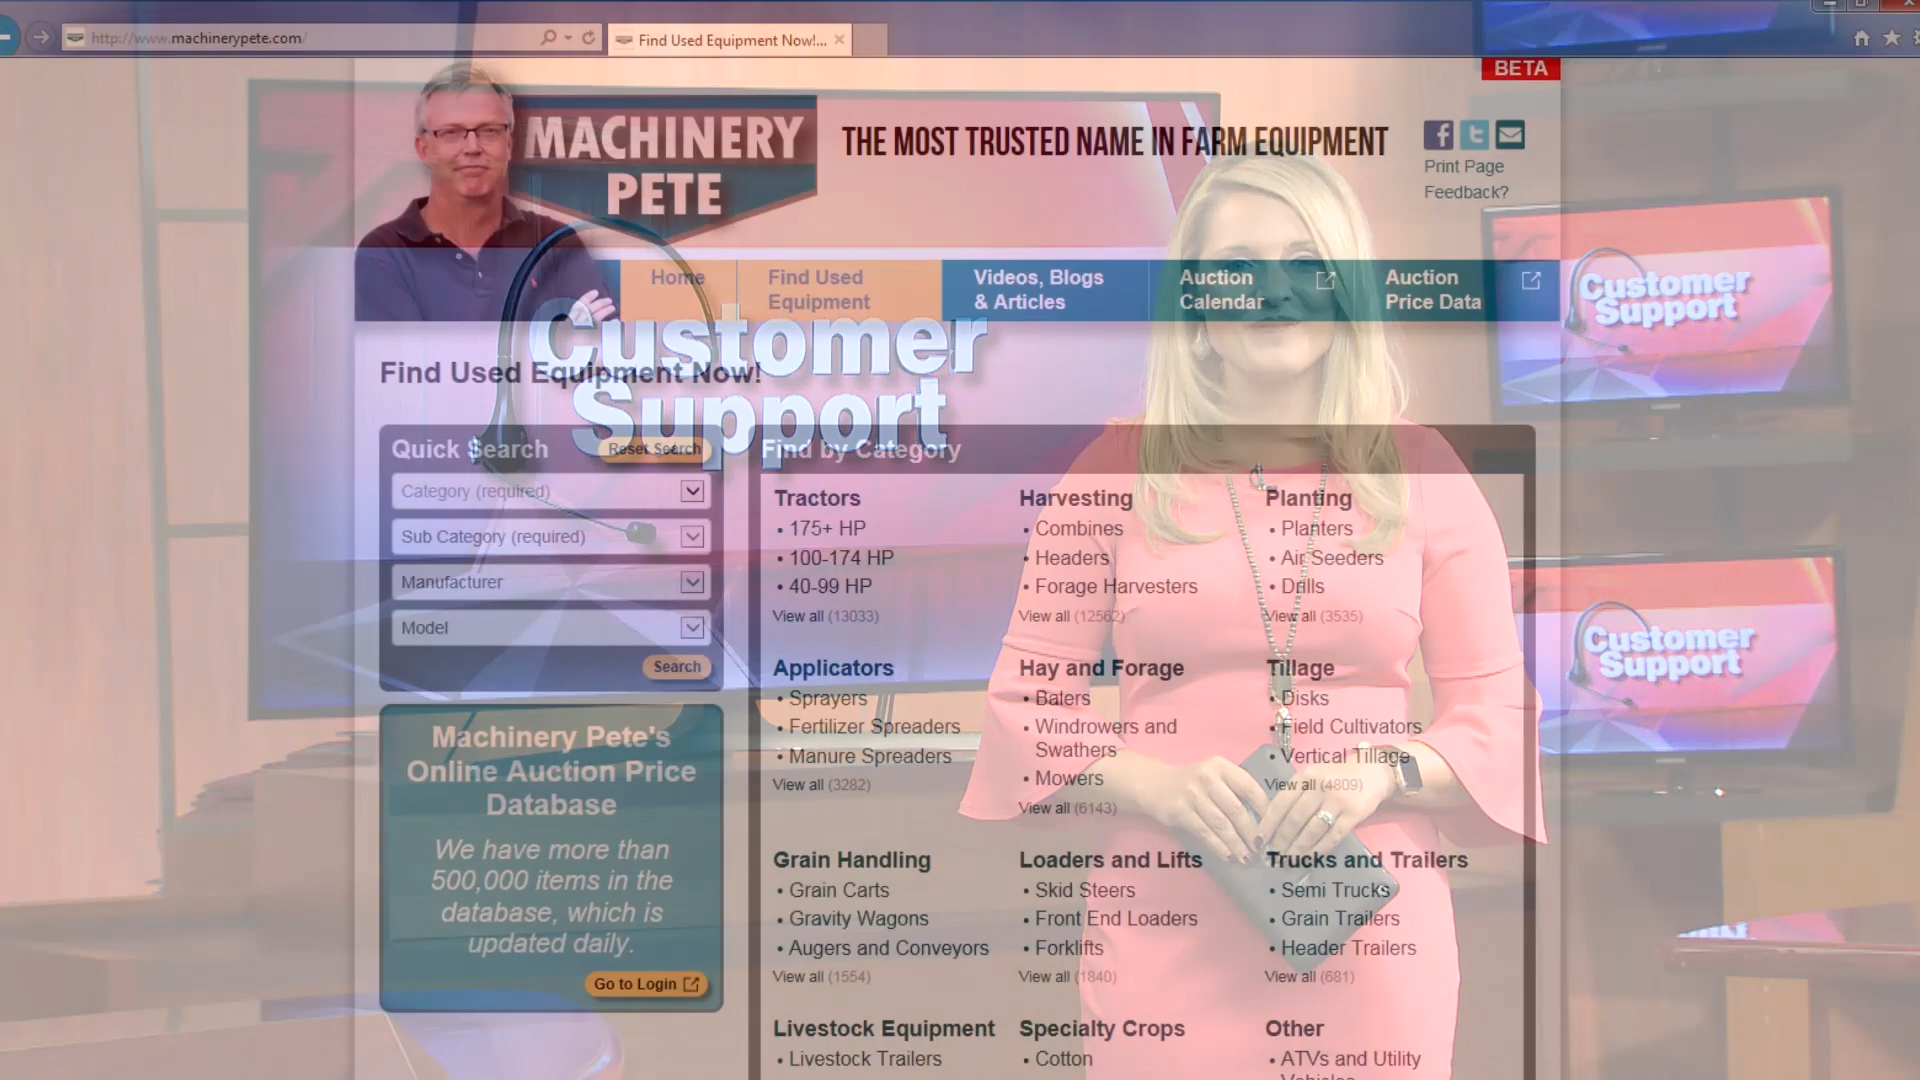 http://www.machinerypete.com/
Find Used Equipment Now!...
BETA
MACHINERY
PETE
THE MOST TRUSTED NAME IN FARM EQUIPMENT
Print Page
Feedback?
Home
Find Used
Equipment
Videos, Blogs
& Articles
Auction
Calendar
Auction
Price Data
Customer
Support
Customer
Support
Customer
Support
Find Used Equipment Now!
Quick Search
Reset Search
Category (required)
Sub Category (required)
Manufacturer
Model
Search
Machinery Pete's
Online Auction Price
Database
We have more than
500,000 items in the
database, which is
updated daily.
Go to Login
Find by Category
Tractors
• 175+ HP
• 100-174 HP
• 40-99 HP
View all (13033)
Harvesting
• Combines
• Headers
• Forage Harvesters
View all (12562)
Planting
• Planters
• Air Seeders
• Drills
View all (3535)
Applicators
• Sprayers
• Fertilizer Spreaders
• Manure Spreaders
View all (3282)
Hay and Forage
• Balers
• Windrowers and
Swathers
• Mowers
View all (6143)
Tillage
• Disks
• Field Cultivators
• Vertical Tillage
View all (4809)
Grain Handling
• Grain Carts
• Gravity Wagons
• Augers and Conveyors
View all (1554)
Loaders and Lifts
• Skid Steers
• Front End Loaders
• Forklifts
View all (1840)
Trucks and Trailers
• Semi Trucks
• Grain Trailers
• Header Trailers
View all (681)
Livestock Equipment
• Livestock Trailers
Specialty Crops
• Cotton
Other
• ATVs and Utility
Vehicles